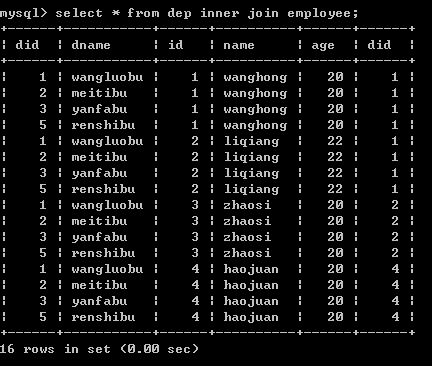 mysql> select * from dep inner join employee;
+------+-----------+----+----------+------+------+
| did  | dname     | id | name     | age  | did  |
+------+-----------+----+----------+------+------+
|    1 | wangluobu |  1 | wanghong |   20 |    1 |
|    2 | meitibu   |  1 | wanghong |   20 |    1 |
|    3 | yanfabu   |  1 | wanghong |   20 |    1 |
|    5 | renshibu  |  1 | wanghong |   20 |    1 |
|    1 | wangluobu |  2 | liqiang  |   22 |    1 |
|    2 | meitibu   |  2 | liqiang  |   22 |    1 |
|    3 | yanfabu   |  2 | liqiang  |   22 |    1 |
|    5 | renshibu  |  2 | liqiang  |   22 |    1 |
|    1 | wangluobu |  3 | zhaosi   |   20 |    2 |
|    2 | meitibu   |  3 | zhaosi   |   20 |    2 |
|    3 | yanfabu   |  3 | zhaosi   |   20 |    2 |
|    5 | renshibu  |  3 | zhaosi   |   20 |    2 |
|    1 | wangluobu |  4 | haojuan  |   20 |    4 |
|    2 | meitibu   |  4 | haojuan  |   20 |    4 |
|    3 | yanfabu   |  4 | haojuan  |   20 |    4 |
|    5 | renshibu  |  4 | haojuan  |   20 |    4 |
+------+-----------+----+----------+------+------+
16 rows in set (0.00 sec)